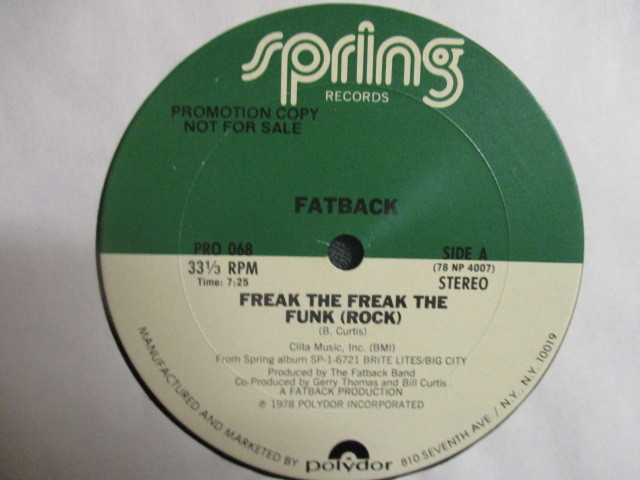 spring
RECORDS
PROMOTION COPY
NOT FOR SALE
FATBACK
PRO 068
33⅓ RPM
Time: 7:25
SIDE A
(78 NP 4007)
STEREO
FREAK THE FREAK THE
FUNK (ROCK)
(B. Curtis)
Clita Music, Inc. (BMI)
From Spring album SP-1-6721 BRITE LITES/BIG CITY
Produced by The Fatback Band
Co-Produced by Gerry Thomas and Bill Curtis
A FATBACK PRODUCTION
℗ 1978 POLYDOR INCORPORATED
MANUFACTURED AND MARKETED BY polydor 810 SEVENTH AVE. / N.Y., N.Y. 10019